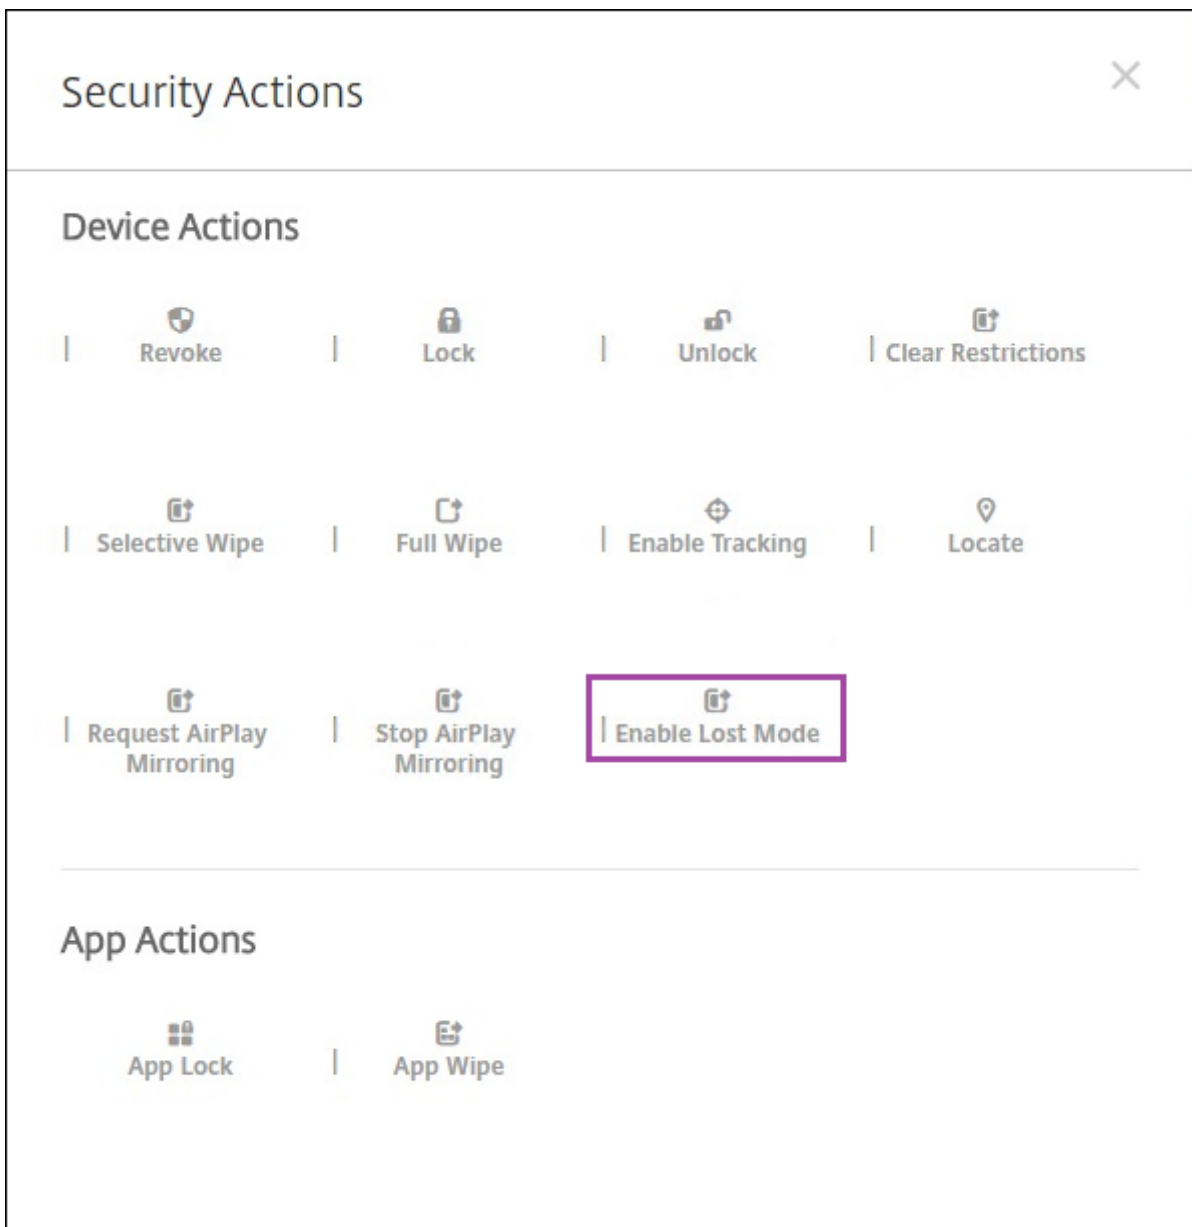 Security Actions
Device Actions
Revoke
Lock
Unlock
Clear Restrictions
Selective Wipe
Full Wipe
Enable Tracking
Locate
Request AirPlay
Mirroring
Stop AirPlay
Mirroring
Enable Lost Mode
App Actions
App Lock
App Wipe